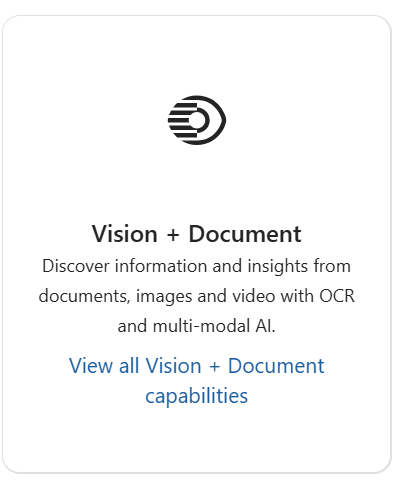 Vision + Document
Discover information and insights from
documents, images and video with OCR
and multi-modal AI.
View all Vision + Document
capabilities